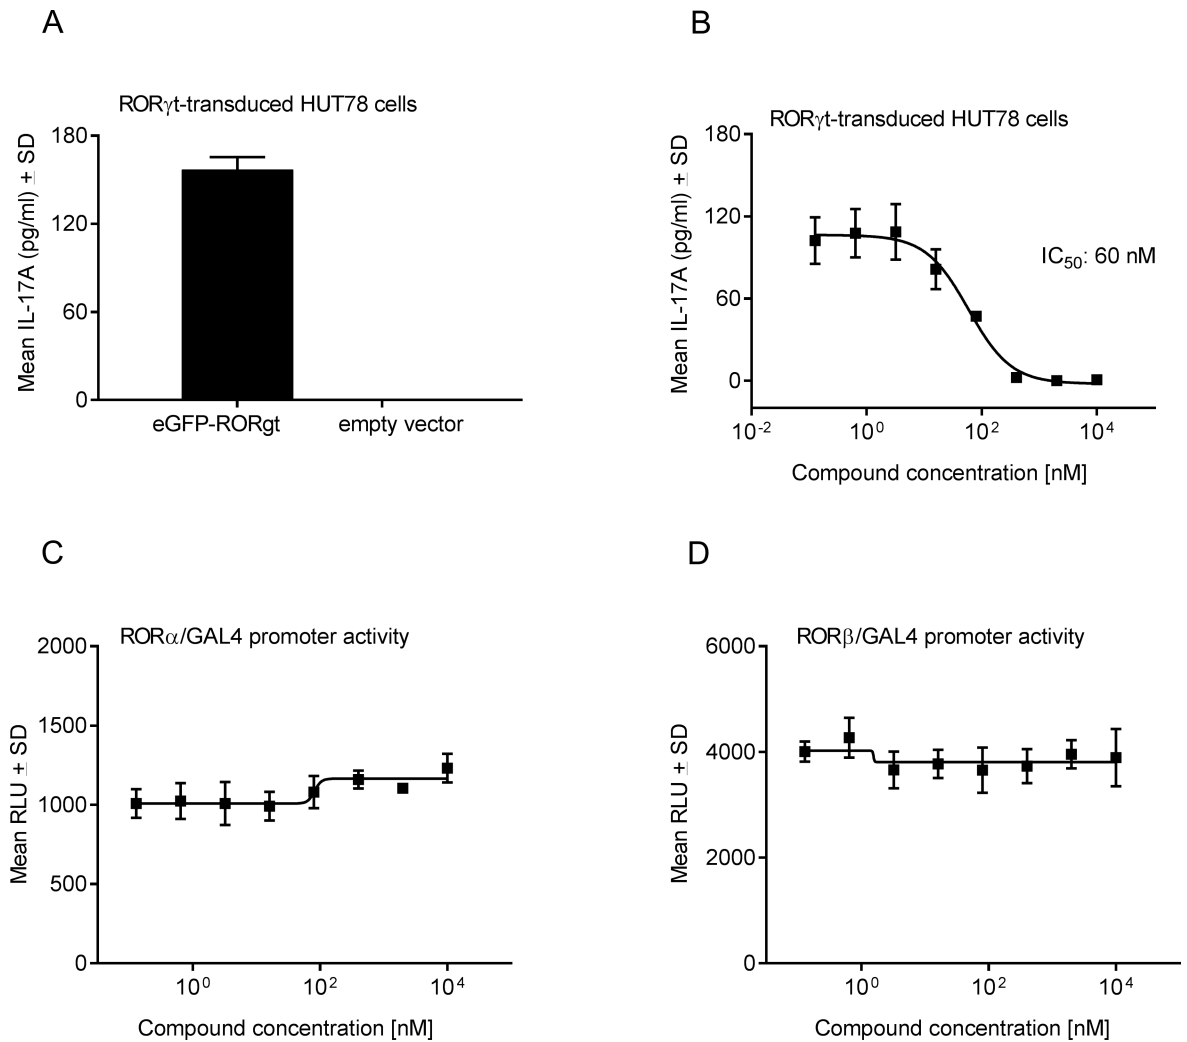 A
RORγt-transduced HUT78 cells
Mean IL-17A (pg/ml) ± SD
180
120
60
0
eGFP-RORgt
empty vector
B
RORγt-transduced HUT78 cells
Mean IL-17A (pg/ml) ± SD
180
120
60
0
IC50: 60 nM
10-2
100
102
104
Compound concentration [nM]
C
RORα/GAL4 promoter activity
Mean RLU ± SD
2000
1500
1000
500
0
100
102
104
Compound concentration [nM]
D
RORβ/GAL4 promoter activity
Mean RLU ± SD
6000
4000
2000
0
100
102
104
Compound concentration [nM]